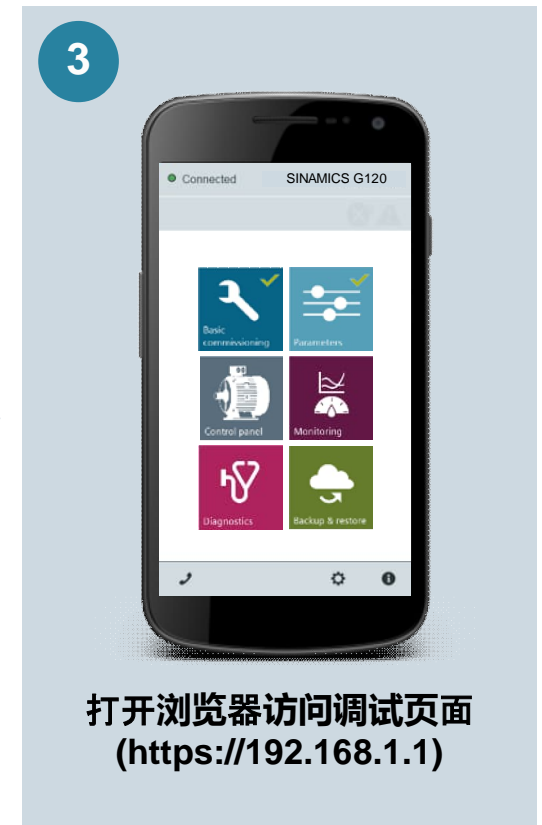 3
Connected SINAMICS G120
Basic
commissioning
Parameters
Control panel
Monitoring
Diagnostics
Backup & restore
打开浏览器访问调试页面
(https://192.168.1.1)